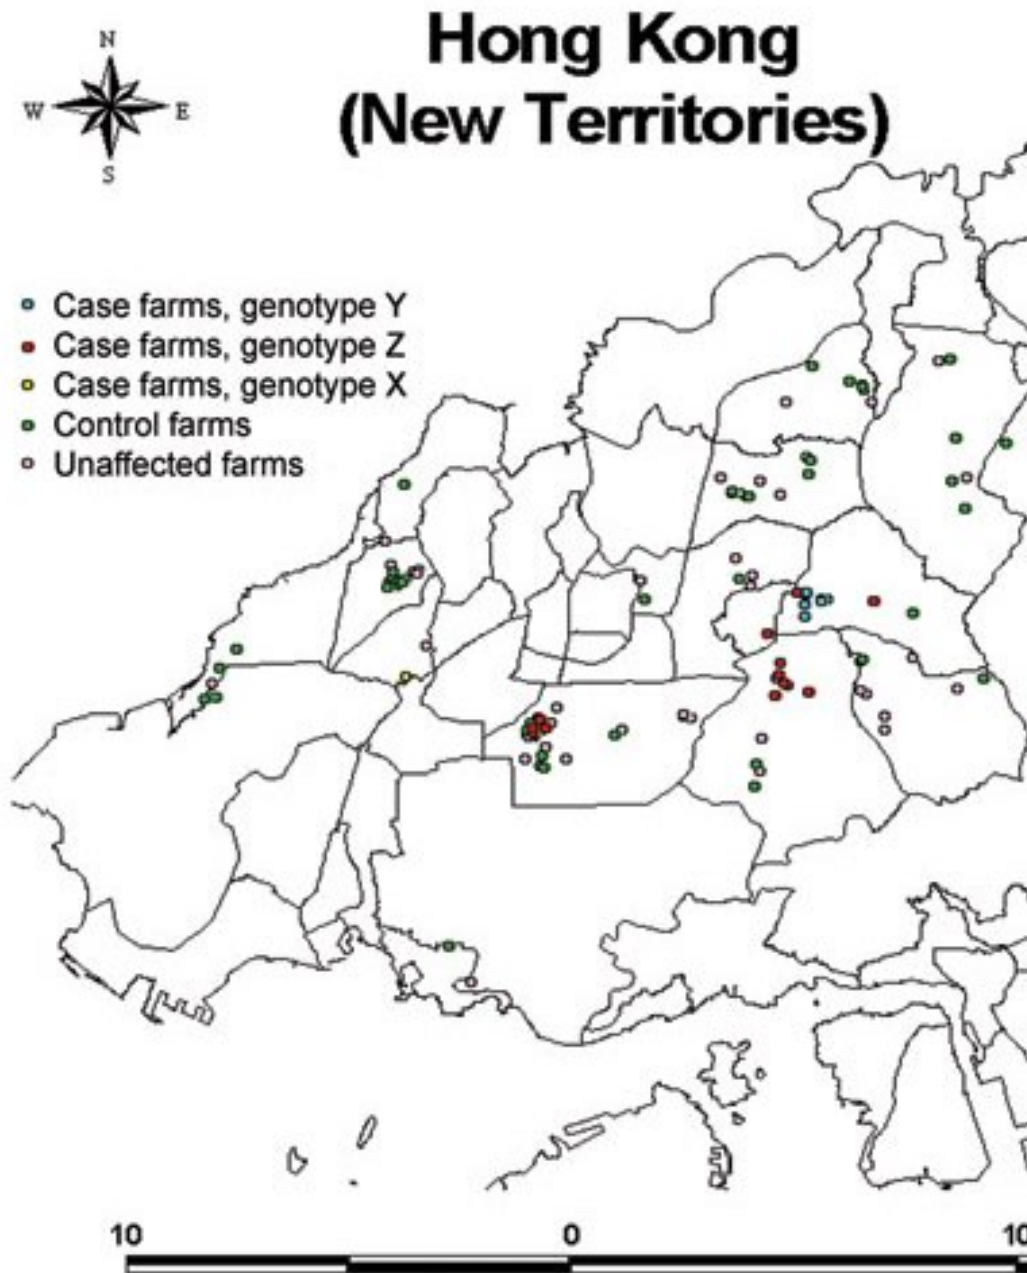 Hong Kong
(New Territories)
N
W
E
S
Case farms, genotype Y
Case farms, genotype Z
Case farms, genotype X
Control farms
Unaffected farms
10
0
10